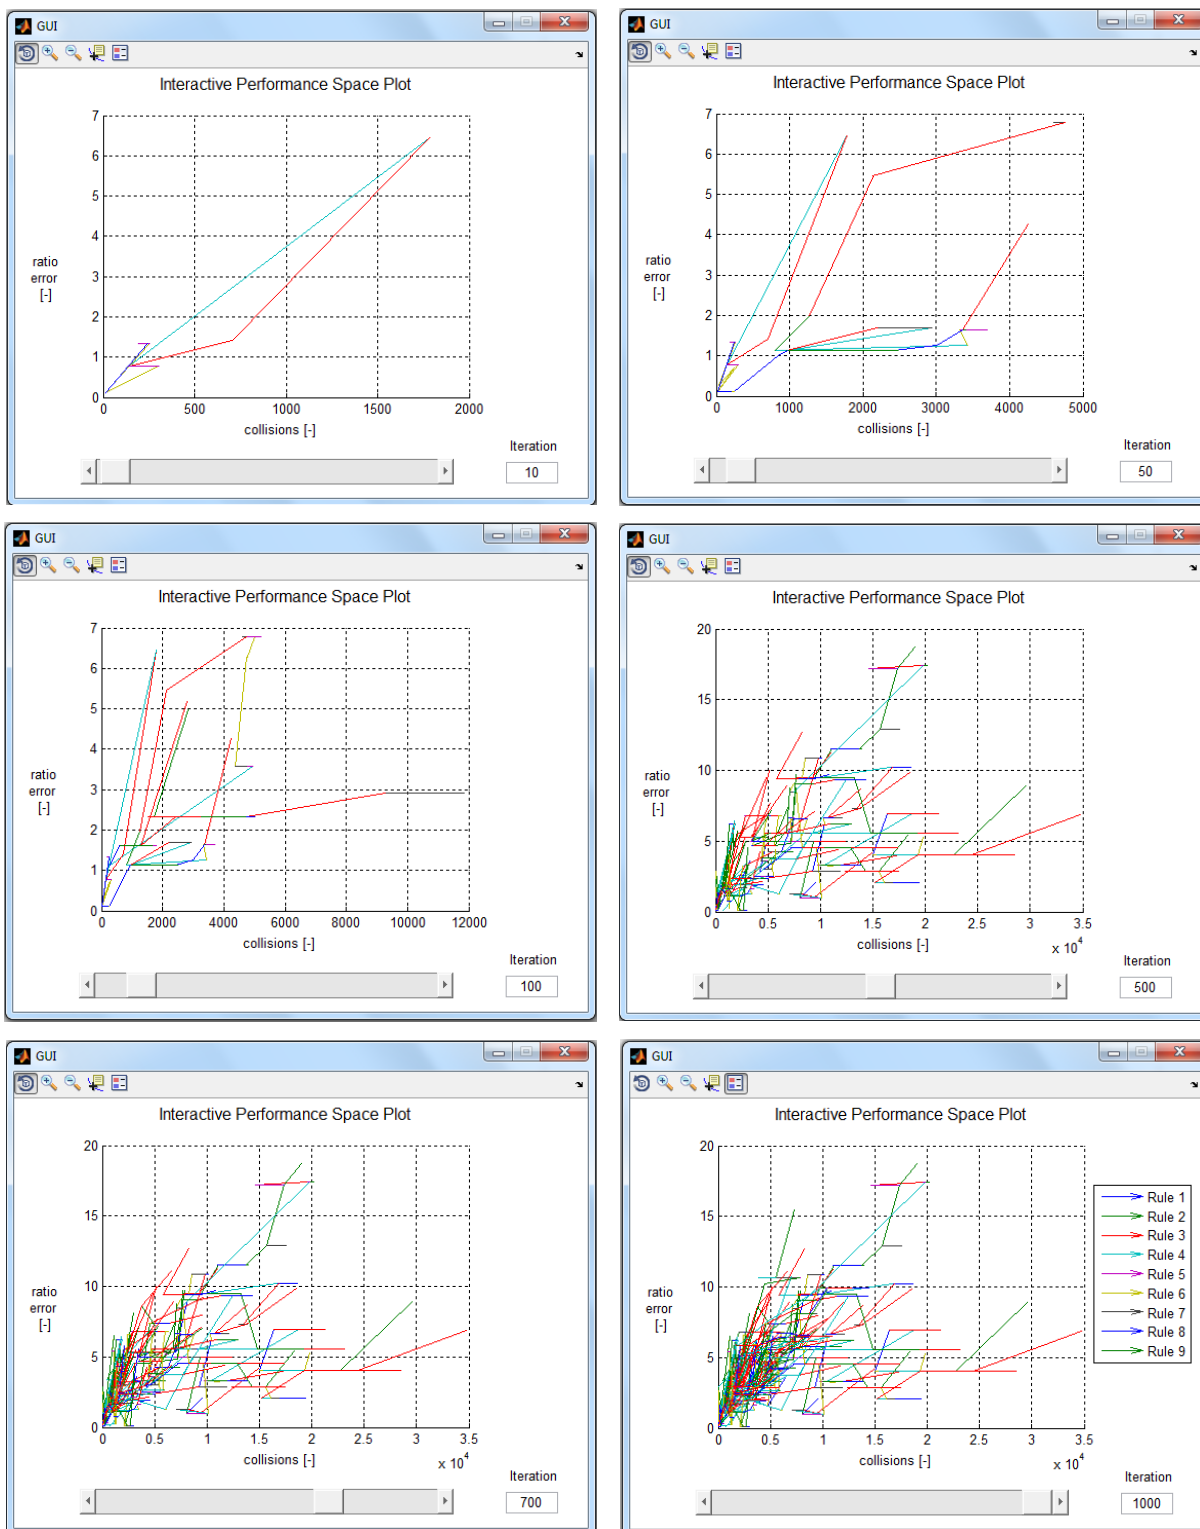 GUI
Interactive Performance Space Plot
7
6
5
4
3
2
1
0
ratio
error
[-]
0 500 1000 1500 2000
collisions [-]
Iteration
10
GUI
Interactive Performance Space Plot
7
6
5
4
3
2
1
0
ratio
error
[-]
0 1000 2000 3000 4000 5000
collisions [-]
Iteration
50
GUI
Interactive Performance Space Plot
7
6
5
4
3
2
1
0
ratio
error
[-]
0 2000 4000 6000 8000 10000 12000
collisions [-]
Iteration
100
GUI
Interactive Performance Space Plot
20
15
10
5
0
ratio
error
[-]
0 0.5 1 1.5 2 2.5 3 3.5
collisions [-]
x 10^4
Iteration
500
GUI
Interactive Performance Space Plot
20
15
10
5
0
ratio
error
[-]
0 0.5 1 1.5 2 2.5 3 3.5
collisions [-]
x 10^4
Iteration
700
GUI
Interactive Performance Space Plot
20
15
10
5
0
ratio
error
[-]
0 0.5 1 1.5 2 2.5 3 3.5
collisions [-]
x 10^4
Rule 1
Rule 2
Rule 3
Rule 4
Rule 5
Rule 6
Rule 7
Rule 8
Rule 9
Iteration
1000